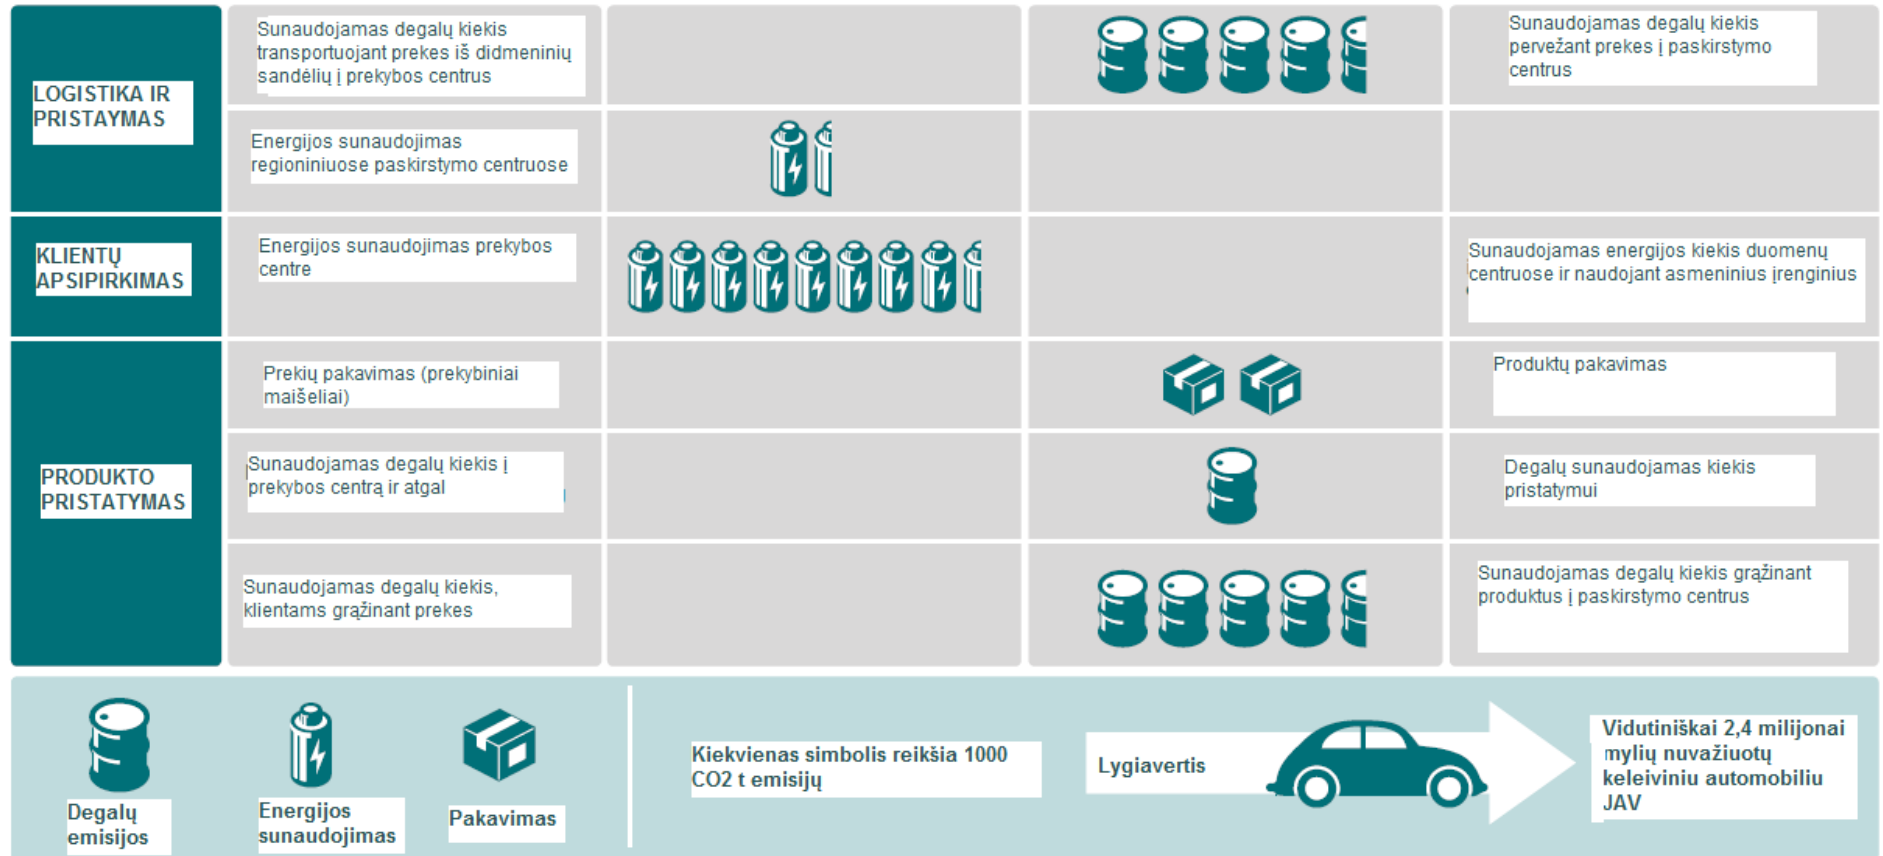 LOGISTIKA IR
PRISTAYMAS
Sunaudojamas degalų kiekis
transportuojant prekes iš didmeninių
sandėlių į prekybos centrus
Sunaudojamas degalų kiekis
pervežant prekes į paskirstymo
centrus
Energijos sunaudojimas
regioniniuose paskirstymo centruose
KLIENTŲ
APSIPIRKIMAS
Energijos sunaudojimas prekybos
centre
Sunaudojamas energijos kiekis duomenų
centruose ir naudojant asmeninius įrenginius
PRODUKTO
PRISTATYMAS
Prekių pakavimas (prekybiniai
maišeliai)
Produktų pakavimas
Sunaudojamas degalų kiekis į
prekybos centrą ir atgal
Degalų sunaudojamas kiekis
pristatymui
Sunaudojamas degalų kiekis,
klientams grąžinant prekes
Sunaudojamas degalų kiekis grąžinant
produktus į paskirstymo centrus
Degalų
emisijos
Energijos
sunaudojimas
Pakavimas
Kiekvienas simbolis reikšia 1000
CO2 t emisijų
Lygiavertis
Vidutiniškai 2,4 milijonai
mylių nuvažiuotų
keleiviniu automobiliu
JAV